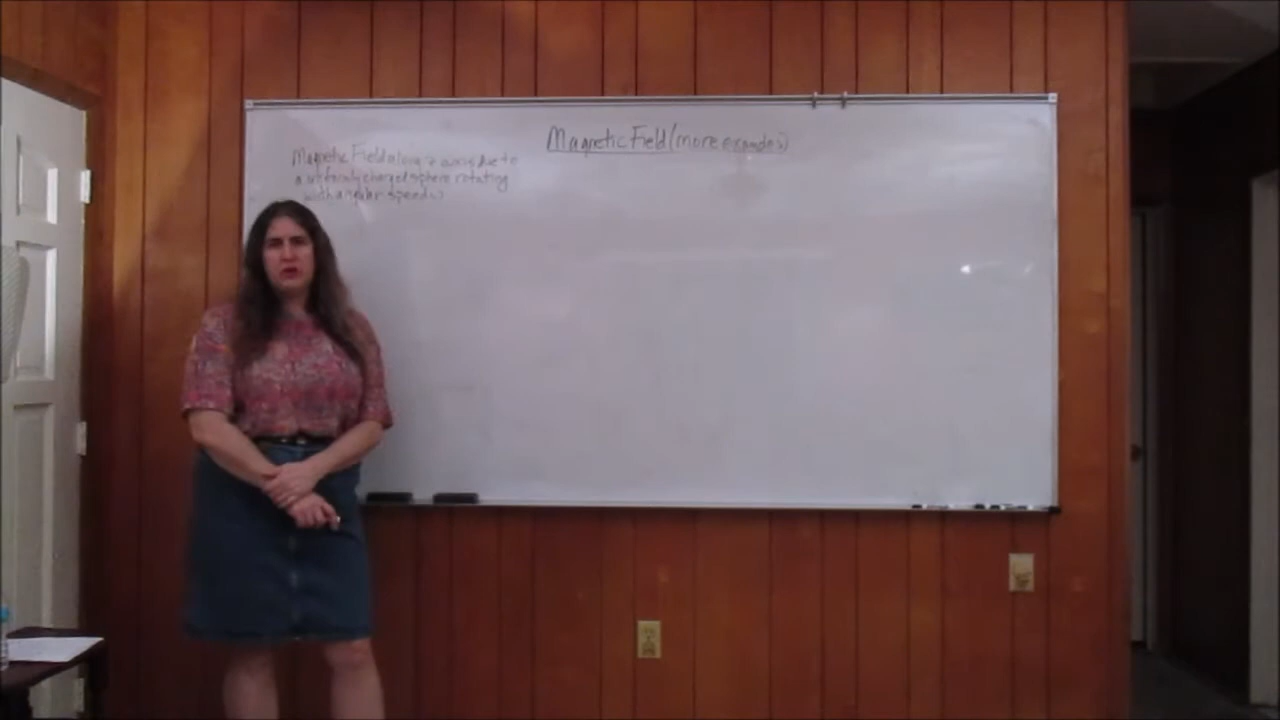 Magnetic Field (more examples)
Magnetic Field along z axis due to
a uniformly charged sphere rotating
with angular speed ω